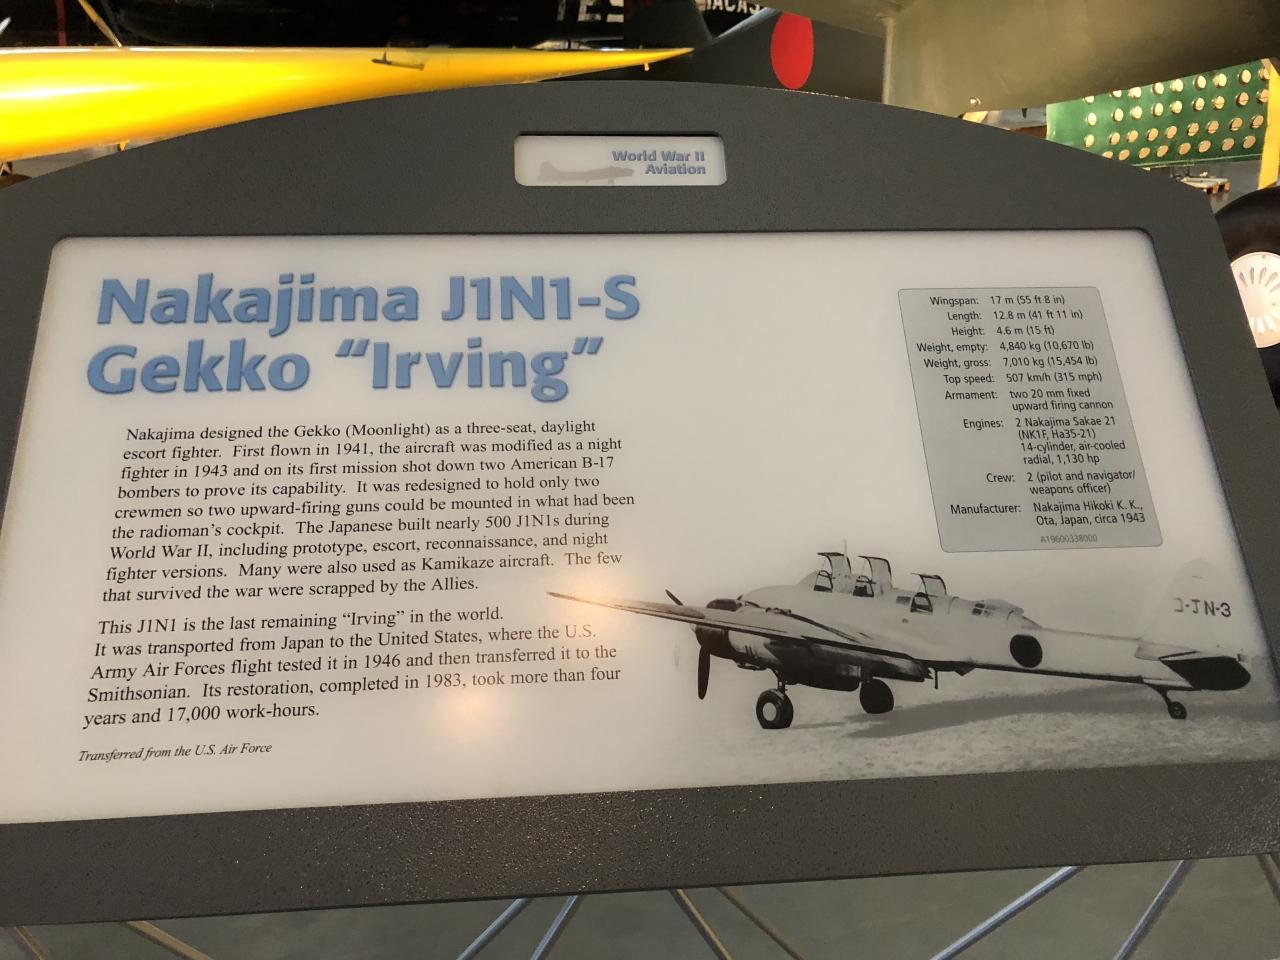 World War II
Aviation
Nakajima J1N1-S
Gekko “Irving”
Nakajima designed the Gekko (Moonlight) as a three-seat, daylight
escort fighter. First flown in 1941, the aircraft was modified as a night
fighter in 1943 and on its first mission shot down two American B-17
bombers to prove its capability. It was redesigned to hold only two
crewmen so two upward-firing guns could be mounted in what had been
the radioman's cockpit. The Japanese built nearly 500 J1N1s during
World War II, including prototype, escort, reconnaissance, and night
fighter versions. Many were also used as Kamikaze aircraft. The few
that survived the war were scrapped by the Allies.
This J1N1 is the last remaining “Irving” in the world.
It was transported from Japan to the United States, where the U.S.
Army Air Forces flight tested it in 1946 and then transferred it to the
Smithsonian. Its restoration, completed in 1983, took more than four
years and 17,000 work-hours.
Transferred from the U.S. Air Force
Wingspan: 17 m (55 ft 8 in)
Length: 12.8 m (41 ft 11 in)
Height: 4.6 m (15 ft)
Weight, empty: 4,840 kg (10,670 lb)
Weight, gross: 7,010 kg (15,454 lb)
Top speed: 507 km/h (315 mph)
Armament: two 20 mm fixed
upward firing cannon
Engines: 2 Nakajima Sakae 21
(NK1F, Ha35-21)
14-cylinder, air-cooled
radial, 1,130 hp
Crew: 2 (pilot and navigator/
weapons officer)
Manufacturer: Nakajima Hikoki K. K.,
Ota, Japan, circa 1943
A19600338000
-JN-3